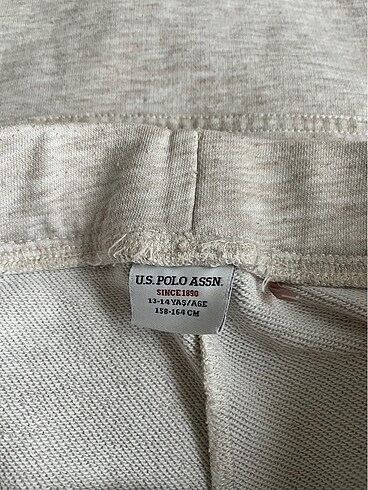 U.S. POLO ASSN.
SINCE 1890
13-14 YAŞ/AGE
158-164 CM